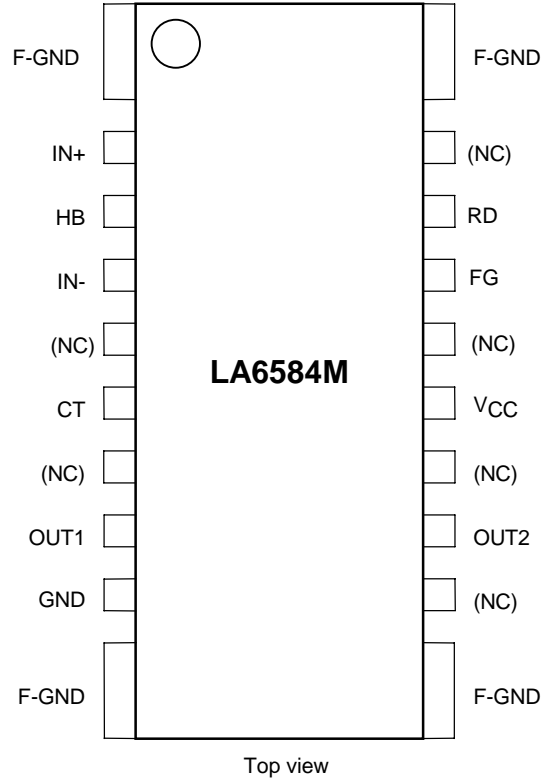 F-GND F-GND
IN+ (NC)
HB RD
IN- FG
(NC) (NC)
LA6584M
CT VCC
(NC) (NC)
OUT1 OUT2
GND (NC)
F-GND F-GND
Top view